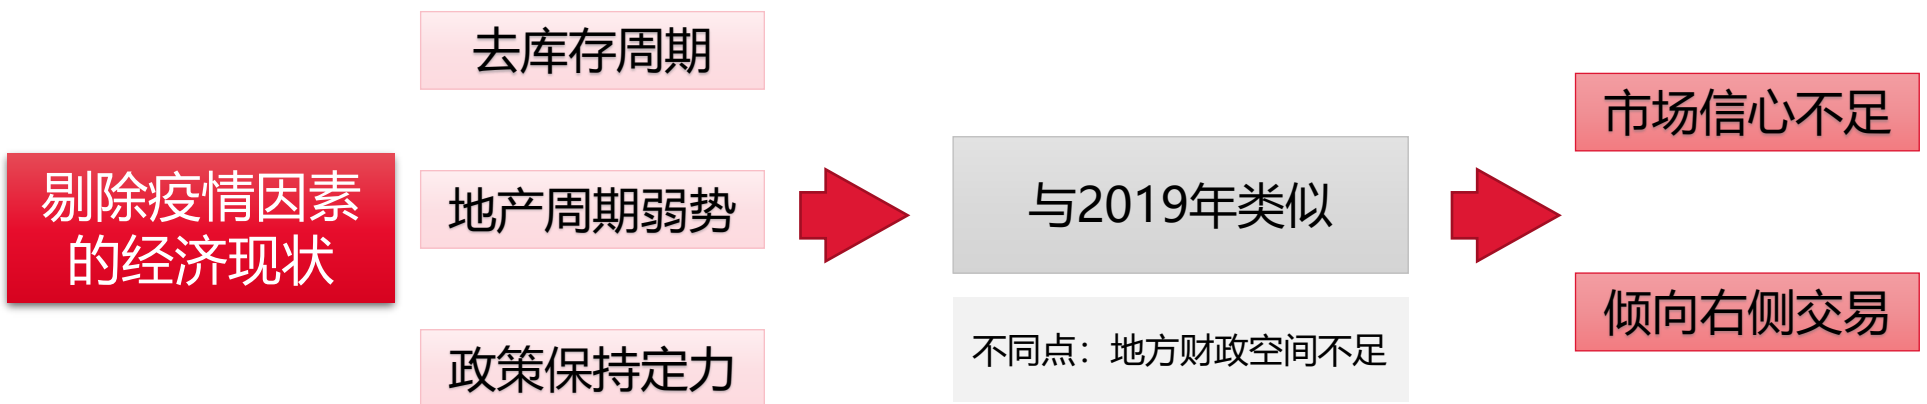 剔除疫情因素
的经济现状
去库存周期
地产周期弱势
政策保持定力
与2019年类似
不同点：地方财政空间不足
市场信心不足
倾向右侧交易